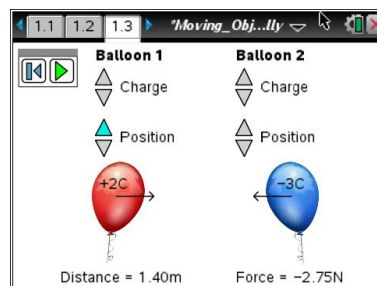 1.1 1.2 1.3 *Moving_Obj...lly
Balloon 1 Balloon 2
Charge Charge
Position Position
+2C −3C
Distance = 1.40m Force = −2.75N